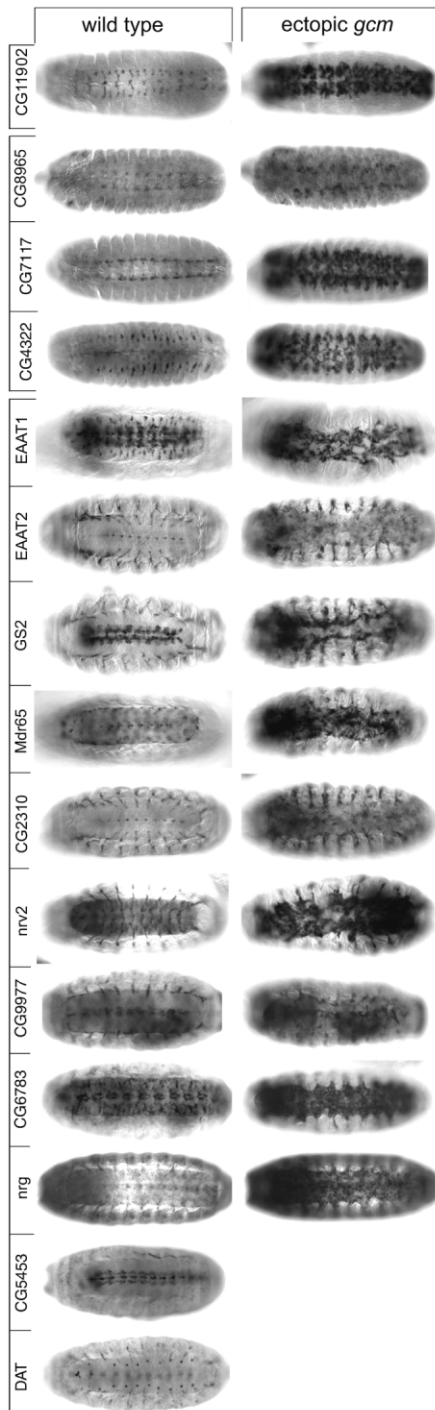 wild type
ectopic gcm
CG11902
CG8965
CG7117
CG4322
EAAT1
EAAT2
GS2
Mdr65
CG2310
nrv2
CG9977
CG6783
nrg
CG5453
DAT